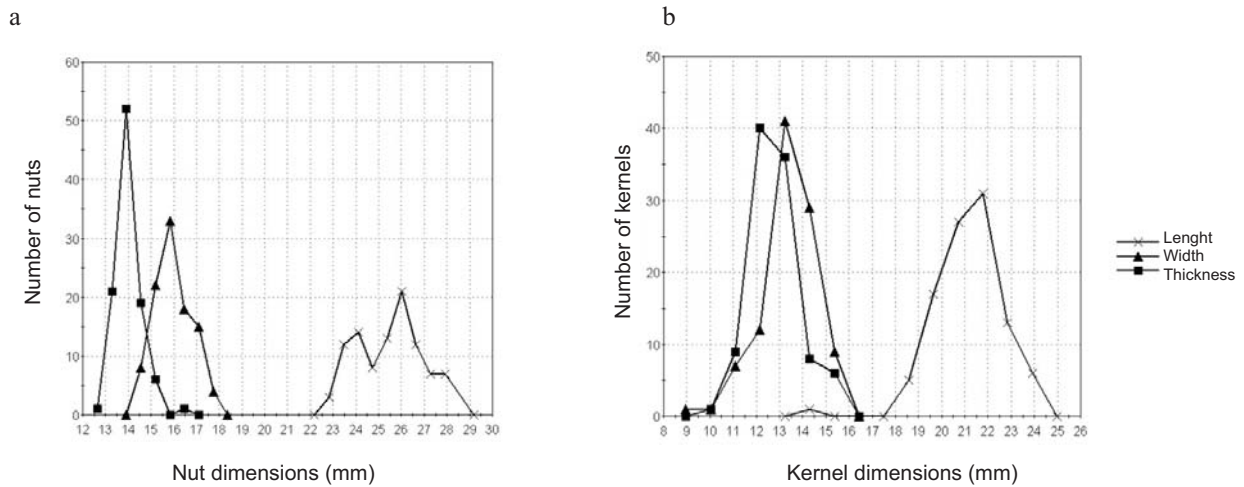 a
b
60
50
40
30
20
10
0
Number of nuts
12 13 14 15 16 17 18 19 20 21 22 23 24 25 26 27 28 29 30
Nut dimensions (mm)
50
40
30
20
10
0
Number of kernels
8 9 10 11 12 13 14 15 16 17 18 19 20 21 22 23 24 25 26
Kernel dimensions (mm)
Lenght
Width
Thickness